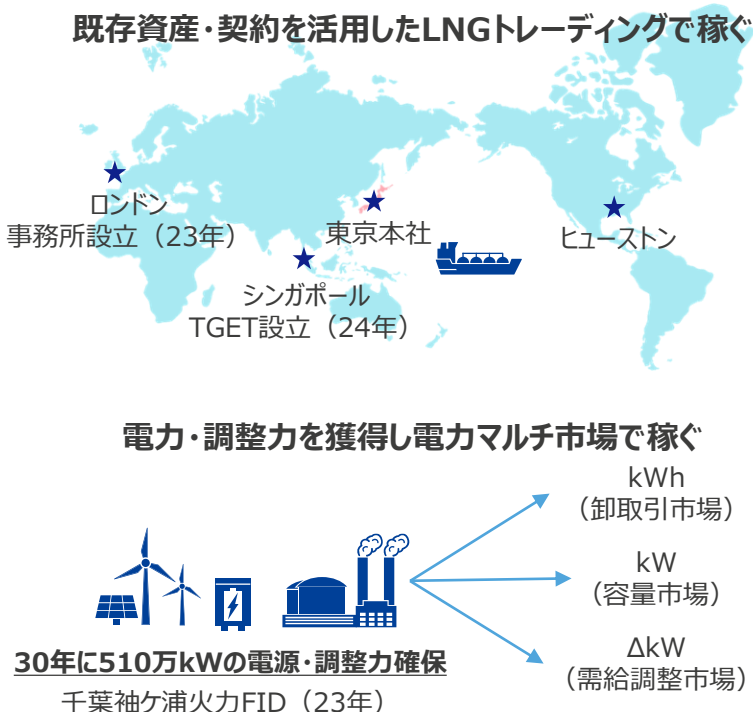 既存資産・契約を活用したLNGトレーディングで稼ぐ
ロンドン
事務所設立（23年）
東京本社
ヒューストン
シンガポール
TGET設立（24年）
電力・調整力を獲得し電力マルチ市場で稼ぐ
kWh
（卸取引市場）
kW
（容量市場）
ΔkW
（需給調整市場）
30年に510万kWの電源・調整力確保
千葉袖ケ浦火力FID（23年）